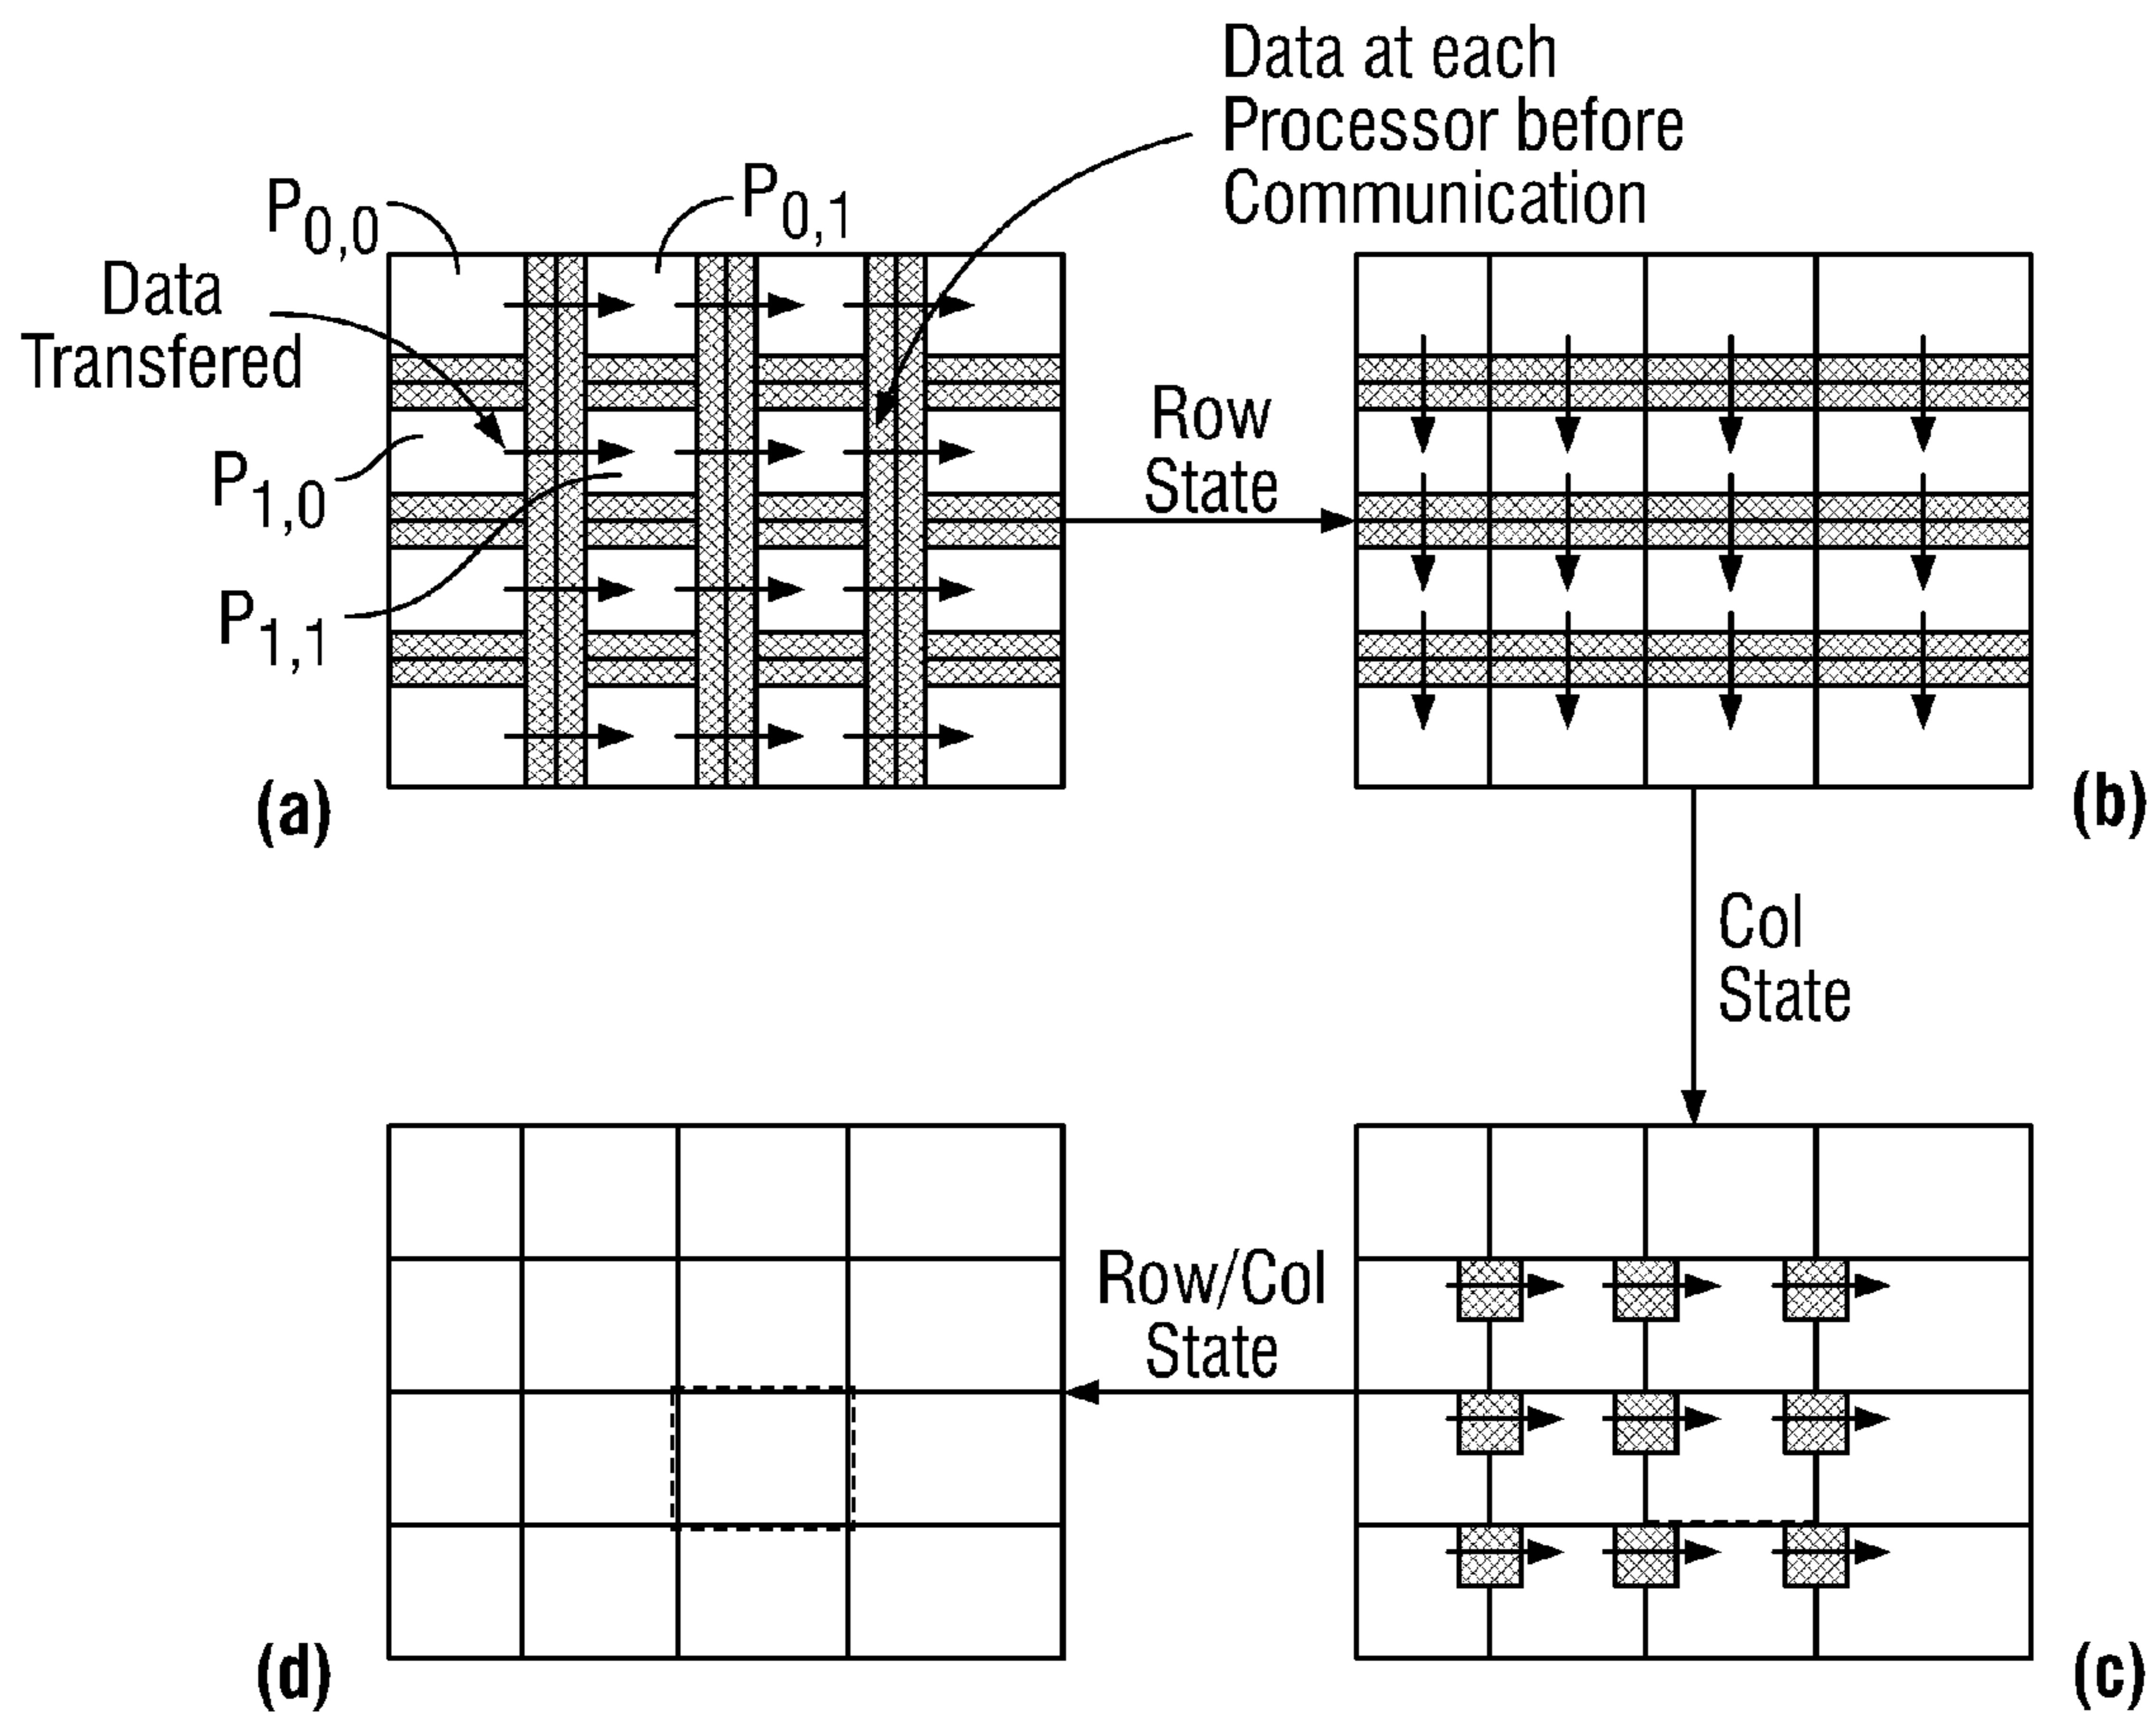 Data at each
Processor before
Communication
P0,0
P0,1
Data
Transfered
P1,0
P1,1
Row
State
(a)
(b)
Col
State
Row/Col
State
(d)
(c)